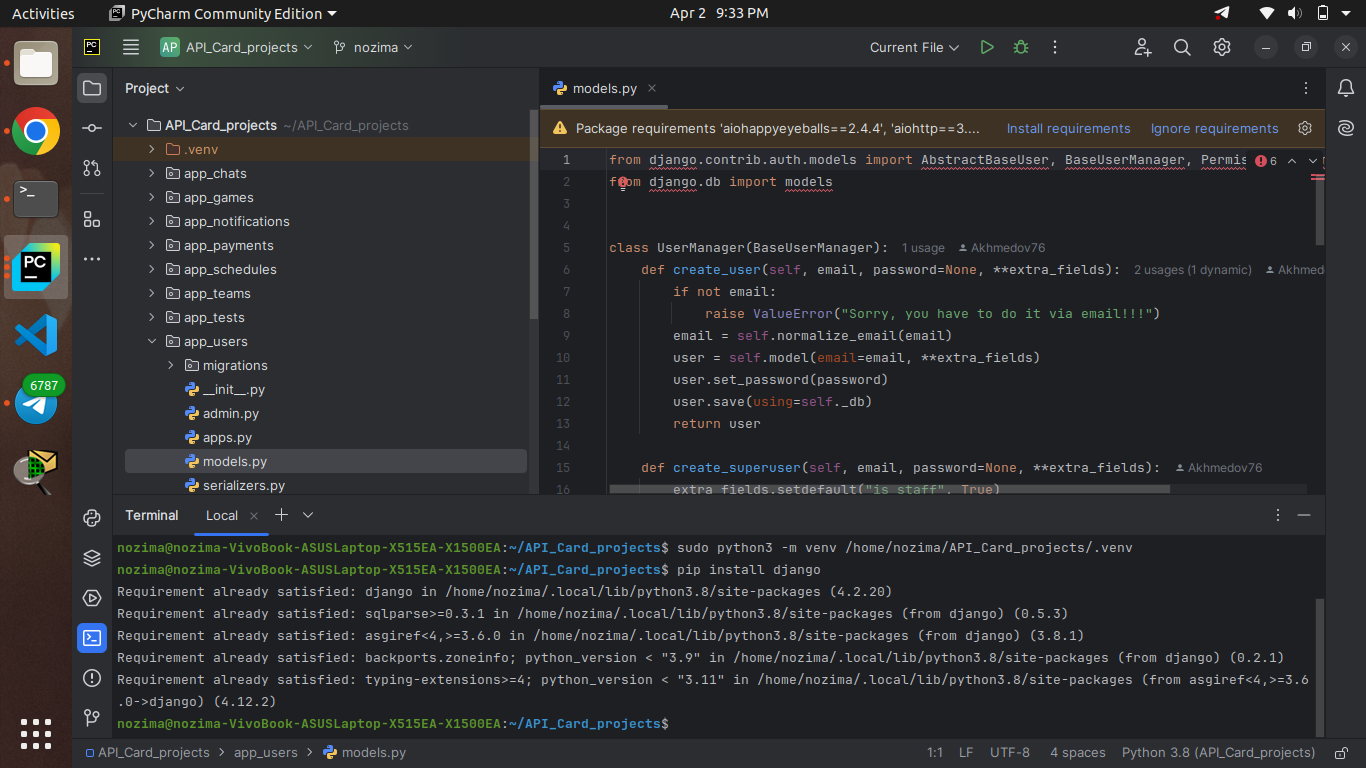 Activities
PyCharm Community Edition
Apr 2 9:33 PM
PC
AP API_Card_projects
nozima
Current File
Project
models.py
API_Card_projects ~/API_Card_projects
.venv
app_chats
app_games
app_notifications
app_payments
app_schedules
app_teams
app_tests
app_users
migrations
__init__.py
admin.py
apps.py
models.py
serializers.py
PC
6787
Package requirements 'aiohappyeyeballs==2.4.4', 'aiohttp==3.... Install requirements Ignore requirements
1 from django.contrib.auth.models import AbstractBaseUser, BaseUserManager, Permis 6
2 from django.db import models
3
4
5 class UserManager(BaseUserManager): 1 usage Akhmedov76
6 def create_user(self, email, password=None, **extra_fields): 2 usages (1 dynamic) Akhmed
7 if not email:
8 raise ValueError("Sorry, you have to do it via email!!!")
9 email = self.normalize_email(email)
10 user = self.model(email=email, **extra_fields)
11 user.set_password(password)
12 user.save(using=self._db)
13 return user
14
15 def create_superuser(self, email, password=None, **extra_fields): Akhmedov76
16 extra_fields.setdefault("is_staff", True)
Terminal Local
nozima@nozima-VivoBook-ASUSLaptop-X515EA-X1500EA:~/API_Card_projects$ sudo python3 -m venv /home/nozima/API_Card_projects/.venv
nozima@nozima-VivoBook-ASUSLaptop-X515EA-X1500EA:~/API_Card_projects$ pip install django
Requirement already satisfied: django in /home/nozima/.local/lib/python3.8/site-packages (4.2.20)
Requirement already satisfied: sqlparse>=0.3.1 in /home/nozima/.local/lib/python3.8/site-packages (from django) (0.5.3)
Requirement already satisfied: asgiref<4,>=3.6.0 in /home/nozima/.local/lib/python3.8/site-packages (from django) (3.8.1)
Requirement already satisfied: backports.zoneinfo; python_version < "3.9" in /home/nozima/.local/lib/python3.8/site-packages (from django) (0.2.1)
Requirement already satisfied: typing-extensions>=4; python_version < "3.11" in /home/nozima/.local/lib/python3.8/site-packages (from asgiref<4,>=3.6
.0->django) (4.12.2)
nozima@nozima-VivoBook-ASUSLaptop-X515EA-X1500EA:~/API_Card_projects$
API_Card_projects > app_users > models.py
1:1 LF UTF-8 4 spaces Python 3.8 (API_Card_projects)